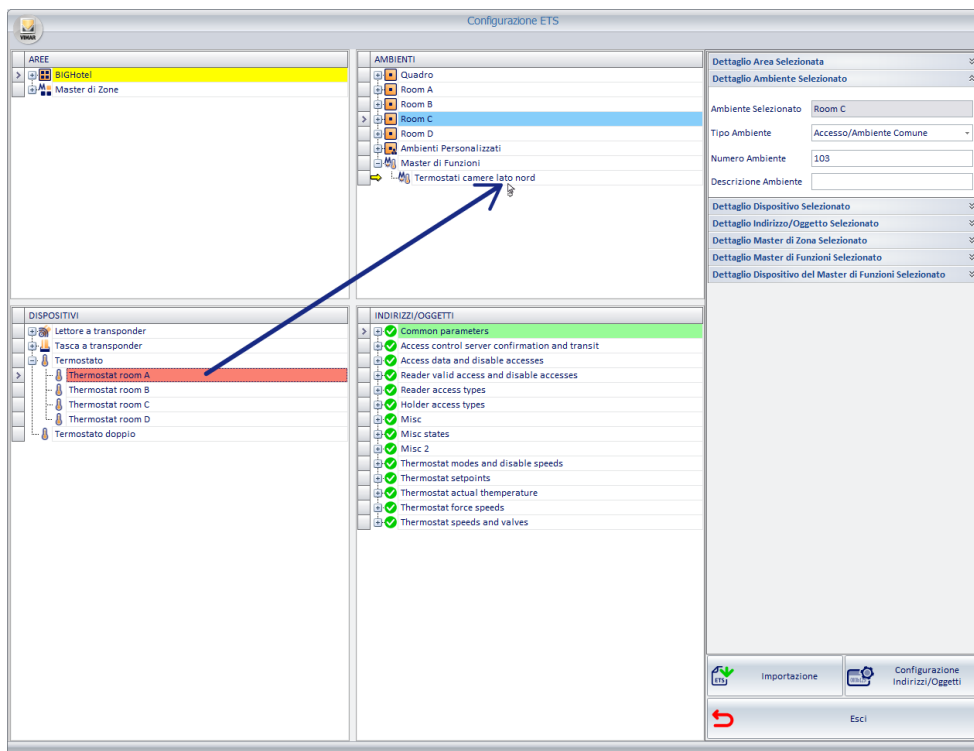 Configurazione ETS
VIMAR
AREE
BIGHotel
Master di Zone
AMBIENTI
Quadro
Room A
Room B
Room C
Room D
Ambienti Personalizzati
Master di Funzioni
Termostati camere lato nord
Dettaglio Area Selezionata
Dettaglio Ambiente Selezionato
Ambiente Selezionato Room C
Tipo Ambiente Accesso/Ambiente Comune
Numero Ambiente 103
Descrizione Ambiente
Dettaglio Dispositivo Selezionato
Dettaglio Indirizzo/Oggetto Selezionato
Dettaglio Master di Zona Selezionato
Dettaglio Master di Funzioni Selezionato
Dettaglio Dispositivo del Master di Funzioni Selezionato
DISPOSITIVI
Lettore a transponder
Tasca a transponder
Termostato
Thermostat room A
Thermostat room B
Thermostat room C
Thermostat room D
Termostato doppio
INDIRIZZI/OGGETTI
Common parameters
Access control server confirmation and transit
Access data and disable accesses
Reader valid access and disable accesses
Reader access types
Holder access types
Misc
Misc states
Misc 2
Thermostat modes and disable speeds
Thermostat setpoints
Thermostat actual themperature
Thermostat force speeds
Thermostat speeds and valves
ETS
Importazione
Configurazione
Indirizzi/Oggetti
Esci